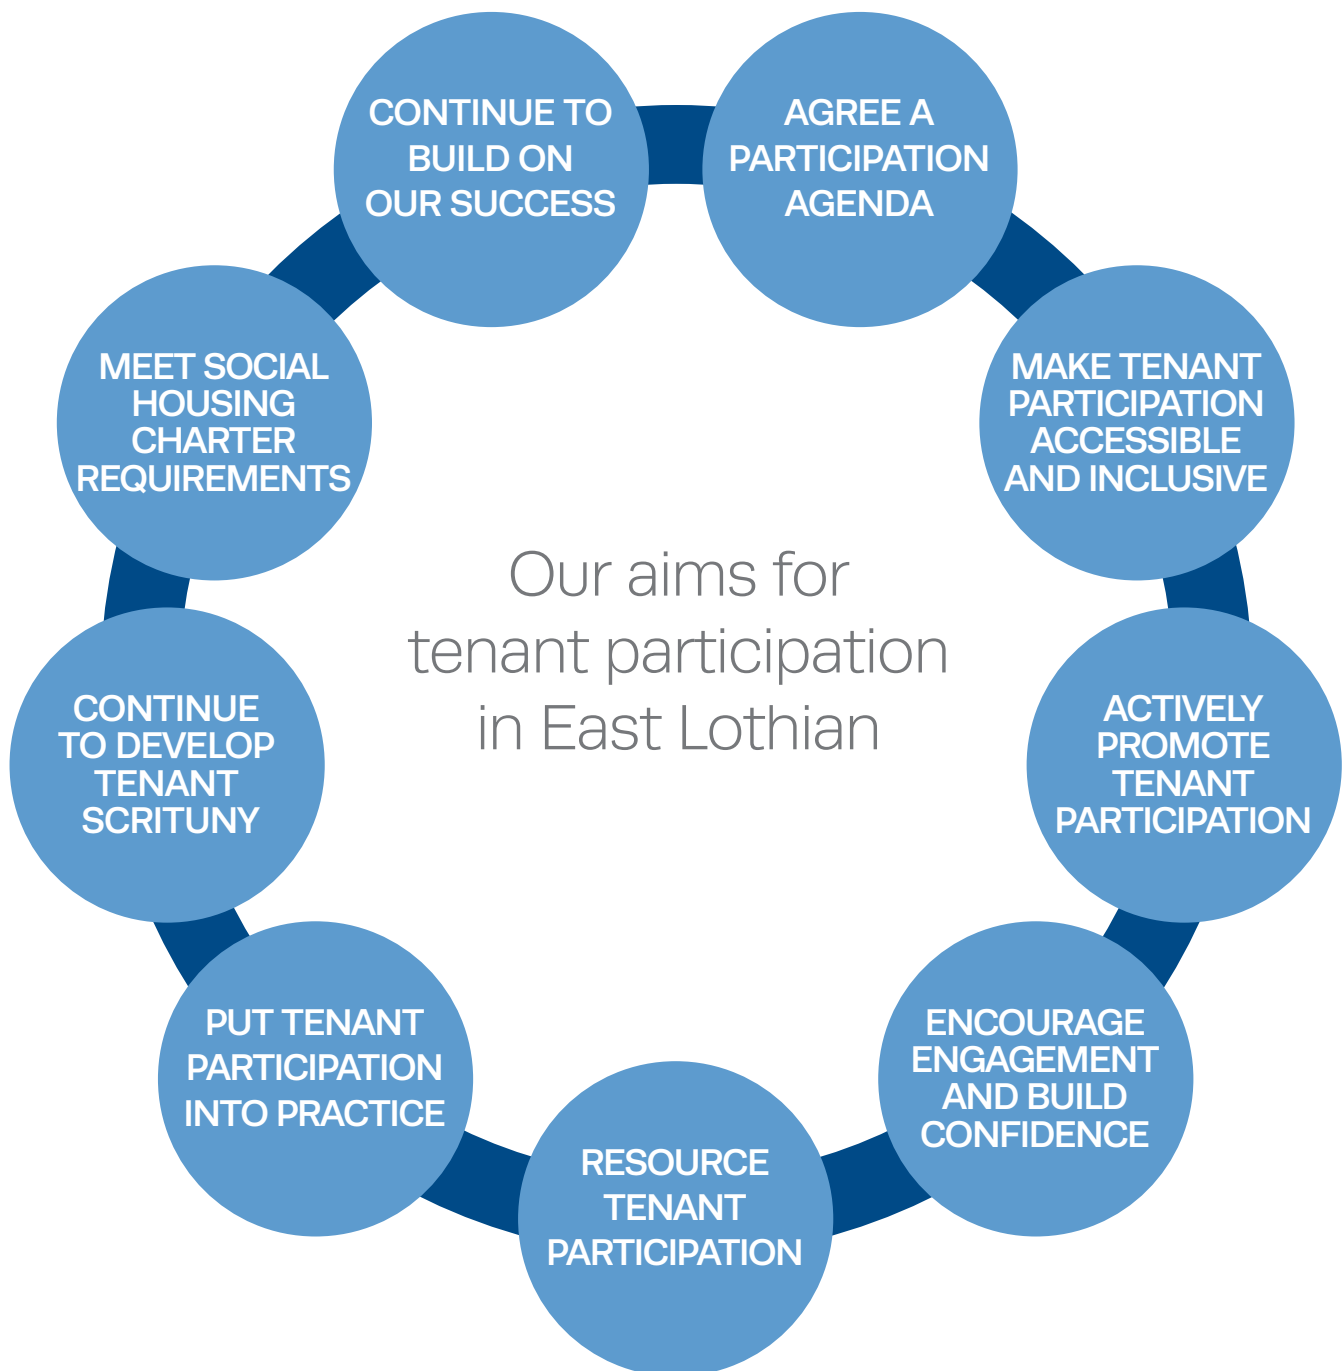 CONTINUE TO
BUILD ON
OUR SUCCESS
AGREE A
PARTICIPATION
AGENDA
MAKE TENANT
PARTICIPATION
ACCESSIBLE
AND INCLUSIVE
ACTIVELY
PROMOTE
TENANT
PARTICIPATION
ENCOURAGE
ENGAGEMENT
AND BUILD
CONFIDENCE
RESOURCE
TENANT
PARTICIPATION
PUT TENANT
PARTICIPATION
INTO PRACTICE
CONTINUE
TO DEVELOP
TENANT
SCRITUNY
MEET SOCIAL
HOUSING
CHARTER
REQUIREMENTS
Our aims for
tenant participation
in East Lothian